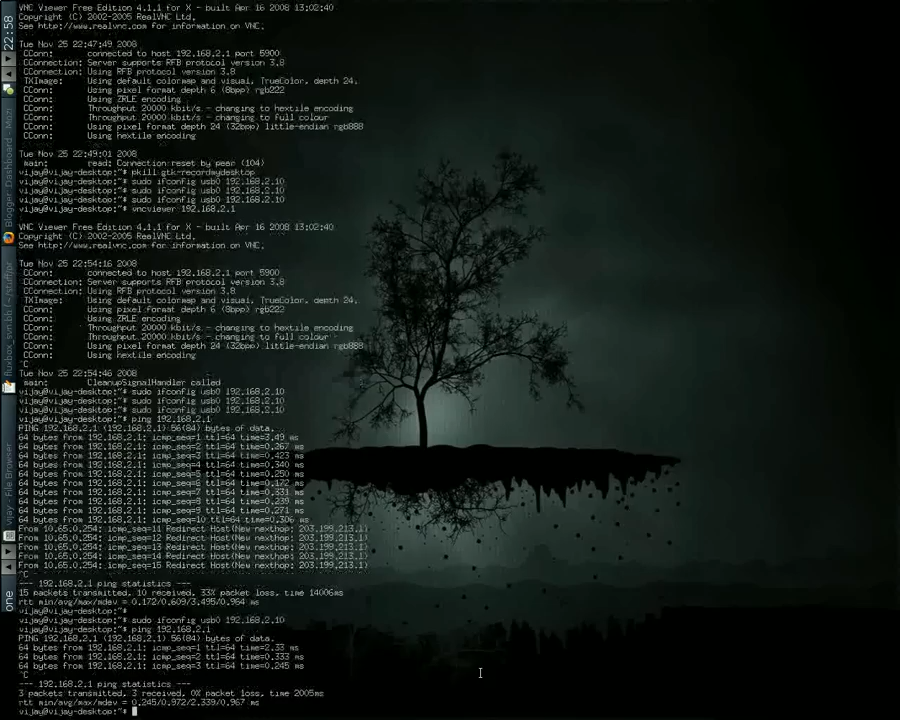 VNC Viewer Free Edition 4.1.1 for X - built Apr 16 2008 13:02:40
Copyright (C) 2002-2005 RealVNC Ltd.
See http://www.realvnc.com for information on VNC.
Tue Nov 25 22:47:49 2008
CConn: connected to host 192.168.2.1 port 5900
CConnection: Server supports RFB protocol version 3.8
CConnection: Using RFB protocol version 3.8
TXImage: Using default colormap and visual, TrueColor, depth 24.
CConn: Using pixel format depth 6 (8bpp) rgb222
CConn: Using ZRLE encoding
CConn: Throughput 20000 kbit/s - changing to hextile encoding
CConn: Throughput 20000 kbit/s - changing to full colour
CConn: Using pixel format depth 24 (32bpp) little-endian rgb888
CConn: Using hextile encoding
Tue Nov 25 22:49:01 2008
main: read: Connection reset by peer (104)
vijay@vijay-desktop:~$ pkill gtk-recordmydesktop
vijay@vijay-desktop:~$ sudo ifconfig usb0 192.168.2.10
vijay@vijay-desktop:~$ sudo ifconfig usb0 192.168.2.10
vijay@vijay-desktop:~$ sudo ifconfig usb0 192.168.2.10
vijay@vijay-desktop:~$ vncviewer 192.168.2.1
VNC Viewer Free Edition 4.1.1 for X - built Apr 16 2008 13:02:40
Copyright (C) 2002-2005 RealVNC Ltd.
See http://www.realvnc.com for information on VNC.
Tue Nov 25 22:54:16 2008
CConn: connected to host 192.168.2.1 port 5900
CConnection: Server supports RFB protocol version 3.8
CConnection: Using RFB protocol version 3.8
TXImage: Using default colormap and visual, TrueColor, depth 24.
CConn: Using pixel format depth 6 (8bpp) rgb222
CConn: Using ZRLE encoding
CConn: Throughput 20000 kbit/s - changing to hextile encoding
CConn: Throughput 20000 kbit/s - changing to full colour
CConn: Using pixel format depth 24 (32bpp) little-endian rgb888
CConn: Using hextile encoding
^C
Tue Nov 25 22:54:46 2008
main: CleanupSignalHandler called
vijay@vijay-desktop:~$ sudo ifconfig usb0 192.168.2.10
vijay@vijay-desktop:~$ sudo ifconfig usb0 192.168.2.10
vijay@vijay-desktop:~$ sudo ifconfig usb0 192.168.2.10
vijay@vijay-desktop:~$ ping 192.168.2.1
PING 192.168.2.1 (192.168.2.1) 56(84) bytes of data.
64 bytes from 192.168.2.1: icmp_seq=1 ttl=64 time=3.49 ms
64 bytes from 192.168.2.1: icmp_seq=2 ttl=64 time=0.267 ms
64 bytes from 192.168.2.1: icmp_seq=3 ttl=64 time=0.423 ms
64 bytes from 192.168.2.1: icmp_seq=4 ttl=64 time=0.340 ms
64 bytes from 192.168.2.1: icmp_seq=5 ttl=64 time=0.250 ms
64 bytes from 192.168.2.1: icmp_seq=6 ttl=64 time=0.172 ms
64 bytes from 192.168.2.1: icmp_seq=7 ttl=64 time=0.331 ms
64 bytes from 192.168.2.1: icmp_seq=8 ttl=64 time=0.239 ms
64 bytes from 192.168.2.1: icmp_seq=9 ttl=64 time=0.271 ms
64 bytes from 192.168.2.1: icmp_seq=10 ttl=64 time=0.306 ms
From 10.65.0.254: icmp_seq=11 Redirect Host(New nexthop: 203.199.213.1)
From 10.65.0.254: icmp_seq=12 Redirect Host(New nexthop: 203.199.213.1)
From 10.65.0.254: icmp_seq=13 Redirect Host(New nexthop: 203.199.213.1)
From 10.65.0.254: icmp_seq=14 Redirect Host(New nexthop: 203.199.213.1)
From 10.65.0.254: icmp_seq=15 Redirect Host(New nexthop: 203.199.213.1)
^C
--- 192.168.2.1 ping statistics ---
15 packets transmitted, 10 received, 33% packet loss, time 14006ms
rtt min/avg/max/mdev = 0.172/0.609/3.495/0.964 ms
vijay@vijay-desktop:~$
vijay@vijay-desktop:~$ sudo ifconfig usb0 192.168.2.10
vijay@vijay-desktop:~$ ping 192.168.2.1
PING 192.168.2.1 (192.168.2.1) 56(84) bytes of data.
64 bytes from 192.168.2.1: icmp_seq=1 ttl=64 time=2.33 ms
64 bytes from 192.168.2.1: icmp_seq=2 ttl=64 time=0.333 ms
64 bytes from 192.168.2.1: icmp_seq=3 ttl=64 time=0.245 ms
^C
--- 192.168.2.1 ping statistics ---
3 packets transmitted, 3 received, 0% packet loss, time 2005ms
rtt min/avg/max/mdev = 0.245/0.972/2.339/0.967 ms
vijay@vijay-desktop:~$
one
vijay - File Browser
fluxbox_svn.bb (~/stuff/or
Blogger: Dashboard - Mozi
22:58